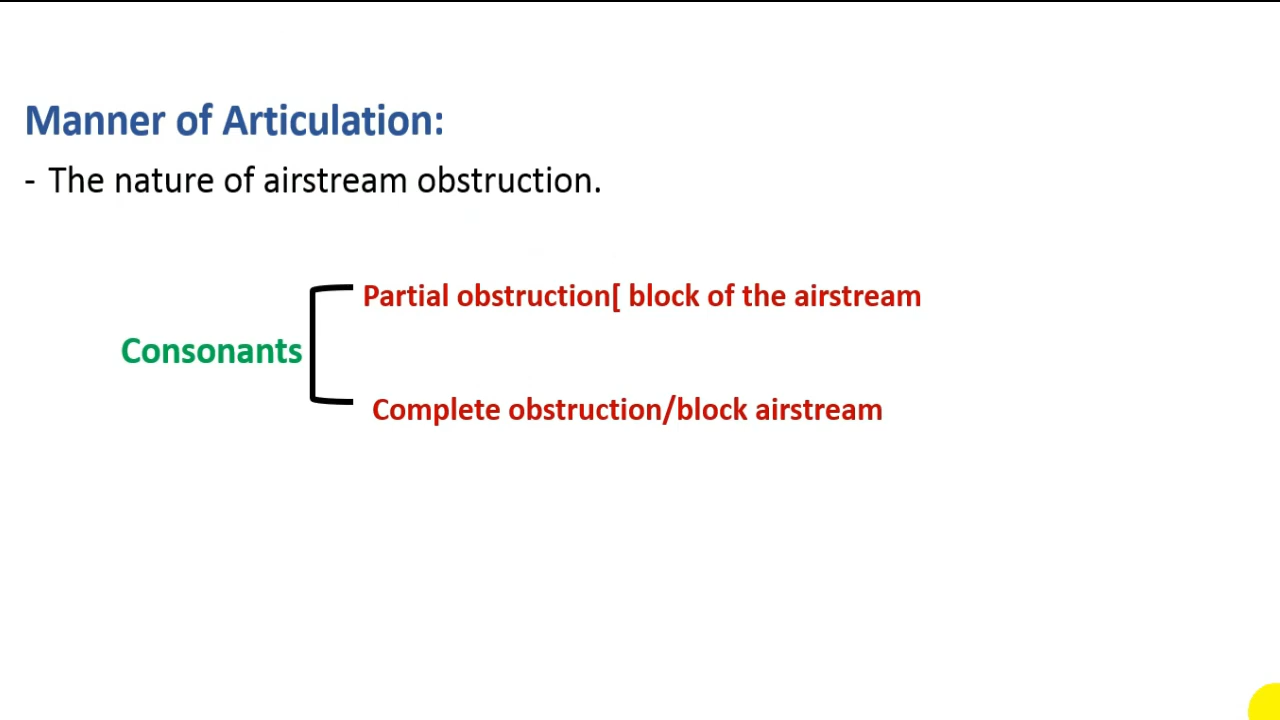 Manner of Articulation:
- The nature of airstream obstruction.
Partial obstruction[ block of the airstream
Consonants
Complete obstruction/block airstream